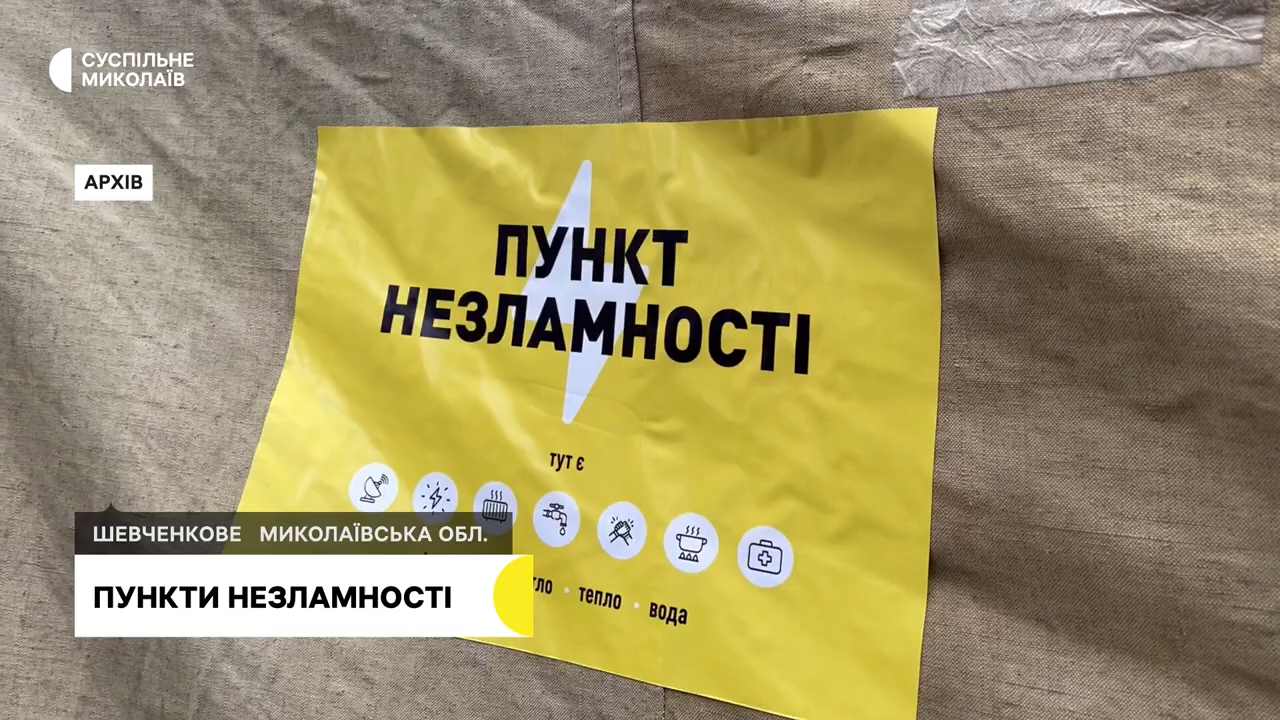 СУСПІЛЬНЕ
МИКОЛАЇВ
АРХІВ
ПУНКТ
НЕЗЛАМНОСТІ
тут є
тепло • вода
ШЕВЧЕНКОВЕ МИКОЛАЇВСЬКА ОБЛ.
ПУНКТИ НЕЗЛАМНОСТІ